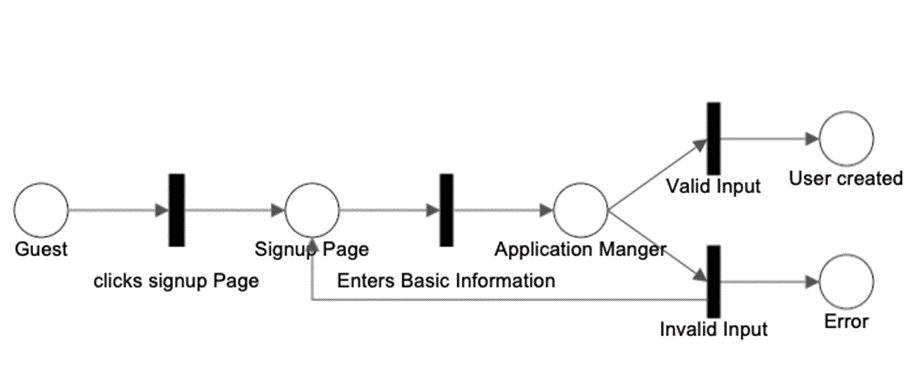 Guest
clicks signup Page
Signup Page
Enters Basic Information
Application Manger
Valid Input
User created
Invalid Input
Error